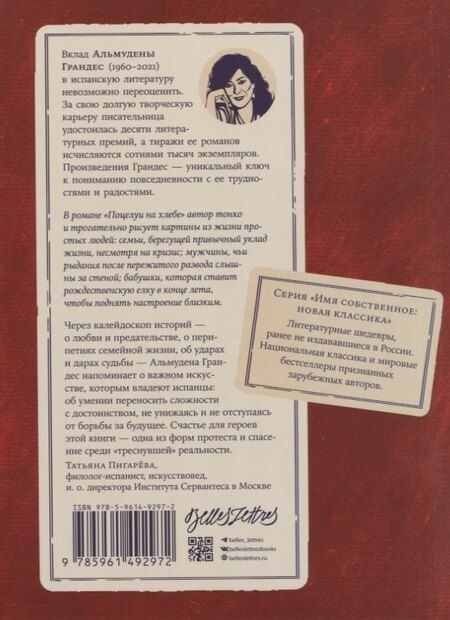 Вклад Альмудены
Грандес (1960–2021)
в испанскую литературу
невозможно переоценить.
За свою долгую творческую
карьеру писательница
удостоилась десяти литера-
турных премий, а тиражи ее романов
исчисляются сотнями тысяч экземпляров.
Произведения Грандес — уникальный ключ
к пониманию повседневности с ее трудно-
стями и радостями.
В романе «Поцелуи на хлебе» автор тонко
и трогательно рисует картины из жизни про-
стых людей: семьи, берегущей привычный уклад
жизни, несмотря на кризис; мужчины, чьи
рыдания после пережитого развода слыш-
ны за стеной; бабушки, которая ставит
рождественскую елку в конце лета,
чтобы поднять настроение близким.
Через калейдоскоп историй —
о любви и предательстве, о пери-
петиях семейной жизни, об ударах
и дарах судьбы — Альмудена Гран-
дес напоминает о важном искус-
стве, которым владеют испанцы:
об умении переносить сложности
с достоинством, не унижаясь и не отступаясь
от борьбы за будущее. Счастье для героев
этой книги — одна из форм протеста и спасе-
ние среди «треснувшей» реальности.
Татьяна Пигарёва,
филолог-испанист, искусствовед,
и. о. директора Института Сервантеса в Москве
Серия «Имя собственное:
новая классика»
Литературные шедевры,
ранее не издававшиеся в России.
Национальная классика и мировые
бестселлеры признанных
зарубежных авторов.
ISBN 978-5-9614-9297-2
9 785961 492972
Belles Lettres
belles_lettres
belleslettresbooks
belleslettres.ru